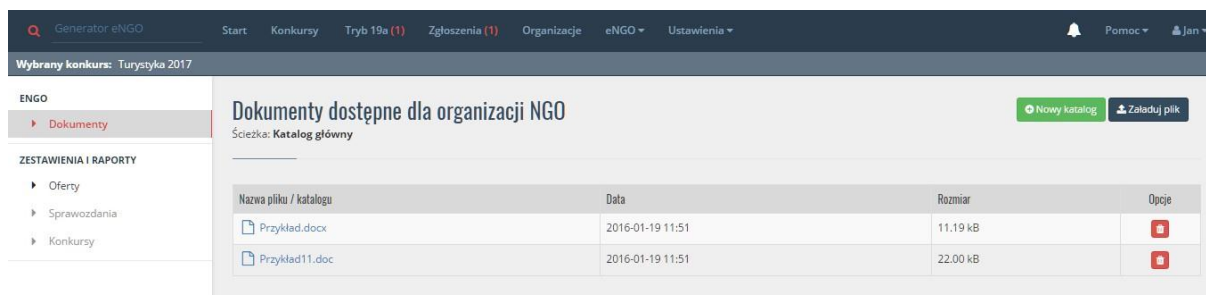 Generator eNGO Start Konkursy Tryb 19a (1) Zgłoszenia (1) Organizacje eNGO Ustawienia Pomoc Jan
Wybrany konkurs: Turystyka 2017
ENGO
Dokumenty
ZESTAWIENIA I RAPORTY
Oferty
Sprawozdania
Konkursy
Dokumenty dostępne dla organizacji NGO
Ścieżka: Katalog główny
Nowy katalog Załaduj plik
Nazwa pliku / katalogu Data Rozmiar Opcje
Przykład.docx 2016-01-19 11:51 11.19 kB
Przykład11.doc 2016-01-19 11:51 22.00 kB